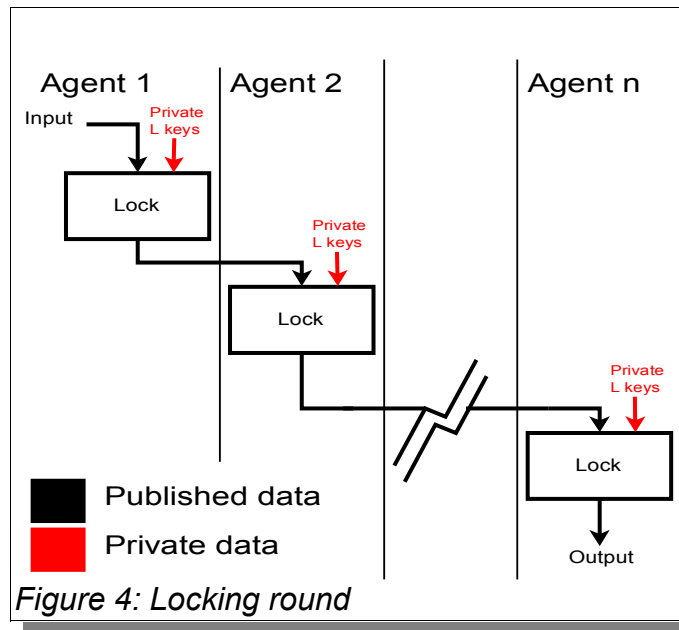 Agent 1
Agent 2
Agent n
Input
Private
L keys
Lock
Private
L keys
Lock
Private
L keys
Lock
Output
Published data
Private data
Figure 4: Locking round